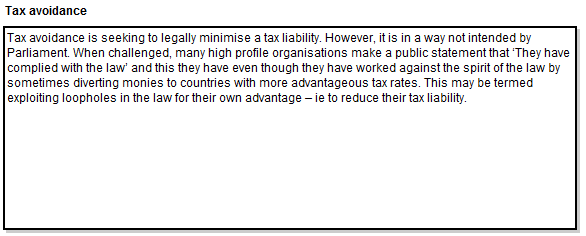 Tax avoidance
Tax avoidance is seeking to legally minimise a tax liability. However, it is in a way not intended by
Parliament. When challenged, many high profile organisations make a public statement that ‘They have
complied with the law’ and this they have even though they have worked against the spirit of the law by
sometimes diverting monies to countries with more advantageous tax rates. This may be termed
exploiting loopholes in the law for their own advantage – ie to reduce their tax liability.